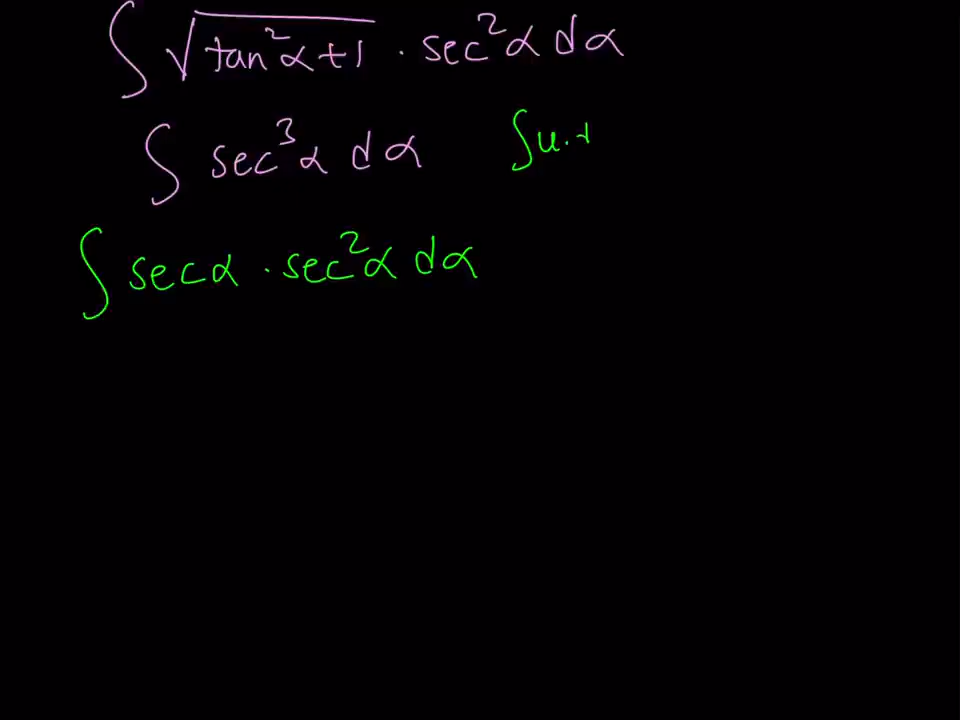 ∫ √(tan²α+1) · sec²α dα
∫ sec³α dα
∫u·
∫ secα · sec²α dα